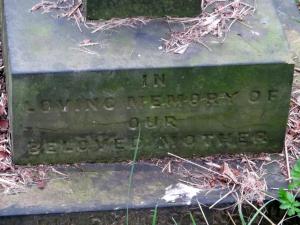 IN
LOVING MEMORY OF
OUR
BELOVED MOTHER